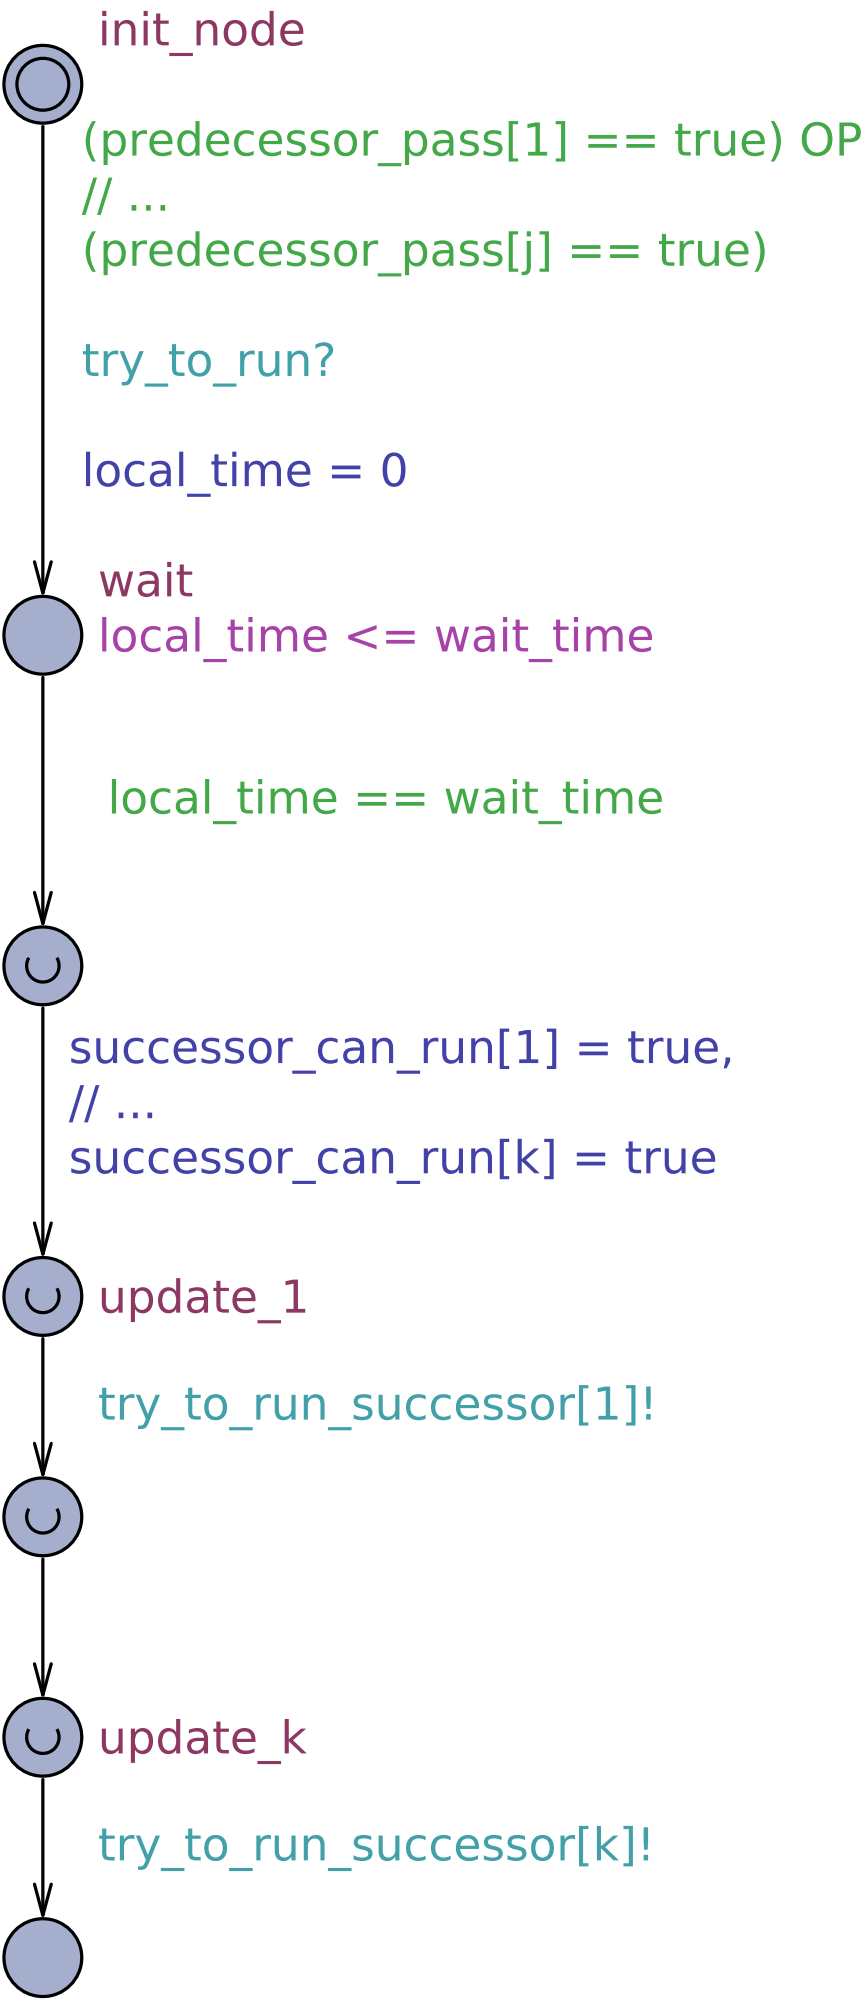 init_node
(predecessor_pass[1] == true) OP
// ...
(predecessor_pass[j] == true)
try_to_run?
local_time = 0
wait
local_time <= wait_time
local_time == wait_time
successor_can_run[1] = true,
// ...
successor_can_run[k] = true
update_1
try_to_run_successor[1]!
update_k
try_to_run_successor[k]!